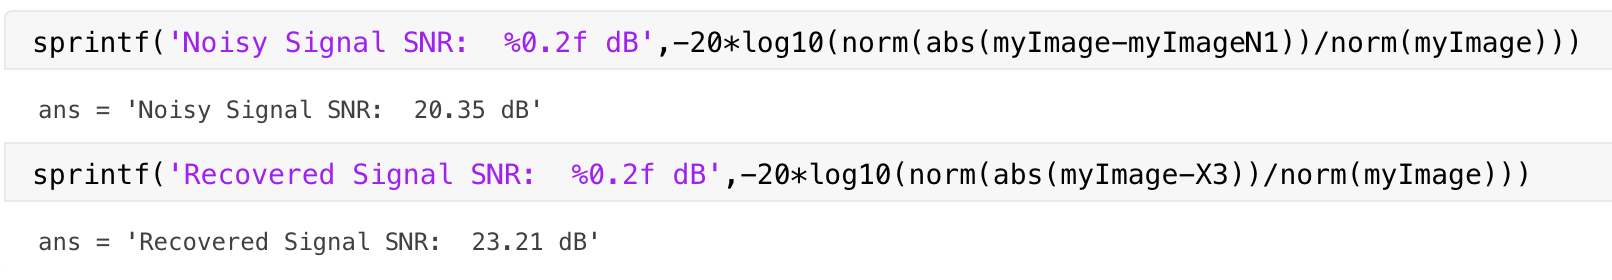 sprintf('Noisy Signal SNR:  %0.2f dB',-20*log10(norm(abs(myImage-myImageN1))/norm(myImage)))
ans = 'Noisy Signal SNR:  20.35 dB'
sprintf('Recovered Signal SNR:  %0.2f dB',-20*log10(norm(abs(myImage-X3))/norm(myImage)))
ans = 'Recovered Signal SNR:  23.21 dB'